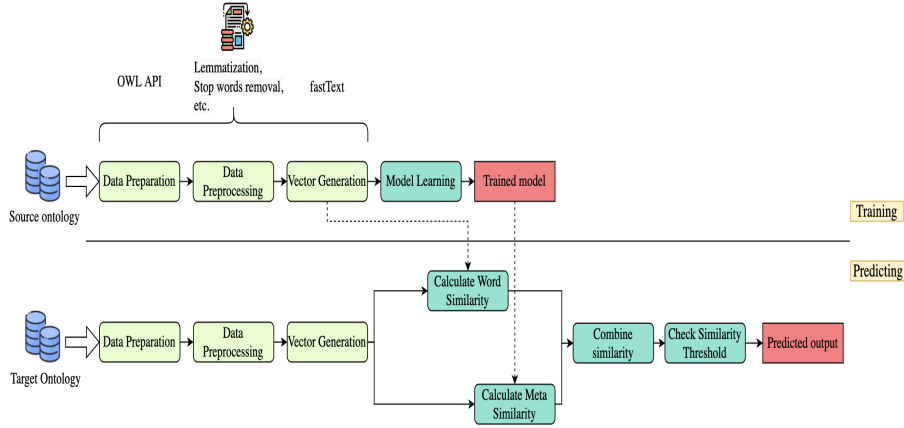 OWL API
Lemmatization,
Stop words removal,
etc.
fastText
Data Preparation
Data
Preprocessing
Vector Generation
Model Learning
Trained model
Source ontology
Training
Predicting
Calculate Word
Similarity
Data Preparation
Data
Preprocessing
Vector Generation
Combine
similarity
Check Similarity
Threshold
Predicted output
Target Ontology
Calculate Meta
Similarity